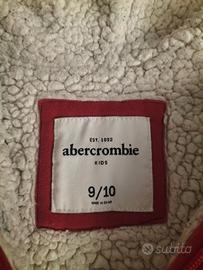 EST. 1892
abercrombie
KIDS
9/10
subito